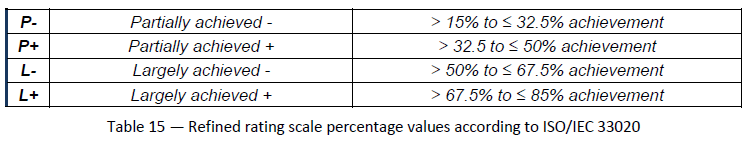 P- Partially achieved - > 15% to ≤ 32.5% achievement
P+ Partially achieved + > 32.5 to ≤ 50% achievement
L- Largely achieved - > 50% to ≤ 67.5% achievement
L+ Largely achieved + > 67.5% to ≤ 85% achievement
Table 15 — Refined rating scale percentage values according to ISO/IEC 33020